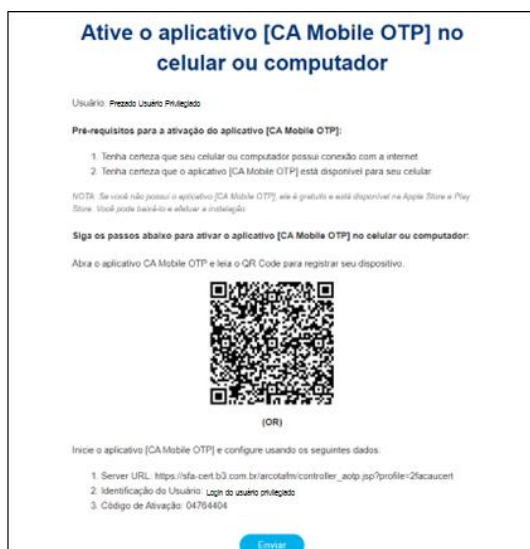 Ative o aplicativo [CA Mobile OTP] no
celular ou computador
Usuário: Prezado Usuário Privilegiado
Pré-requisitos para a ativação do aplicativo [CA Mobile OTP]:
1. Tenha certeza que seu celular ou computador possui conexão com a internet
2. Tenha certeza que o aplicativo [CA Mobile OTP] está disponível para seu celular
NOTA: Se você não possui o aplicativo [CA Mobile OTP], ele é gratuito e está disponível na Apple Store e Play
Store. Você pode baixá-lo e efetuar a instalação.
Siga os passos abaixo para ativar o aplicativo [CA Mobile OTP] no celular ou computador:
Abra o aplicativo CA Mobile OTP e leia o QR Code para registrar seu dispositivo.
(OR)
Inicie o aplicativo [CA Mobile OTP] e configure usando os seguintes dados:
1. Server URL: https://sfa-cert.b3.com.br/arcotafm/controller_aotp.jsp?profile=2facaucert
2. Identificação do Usuário: Login do usuário privilegiado
3. Código de Ativação: 04764404
Enviar